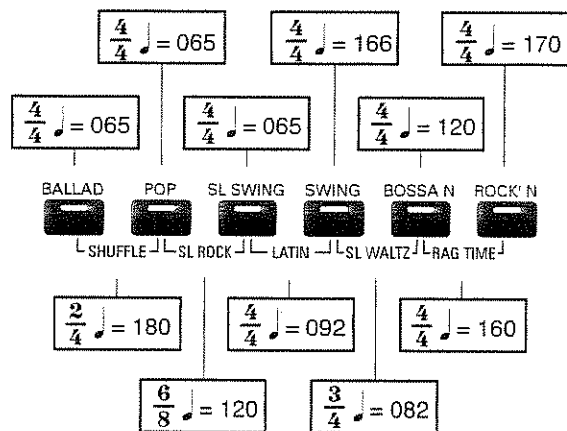 4/4 ♩ = 065 4/4 ♩ = 166 4/4 ♩ = 170
4/4 ♩ = 065 4/4 ♩ = 065 4/4 ♩ = 120
BALLAD POP SL SWING SWING BOSSA N ROCK' N
SHUFFLE SL ROCK LATIN SL WALTZ RAG TIME
2/4 ♩ = 180 4/4 ♩ = 092 4/4 ♩ = 160
6/8 ♩ = 120 3/4 ♩ = 082